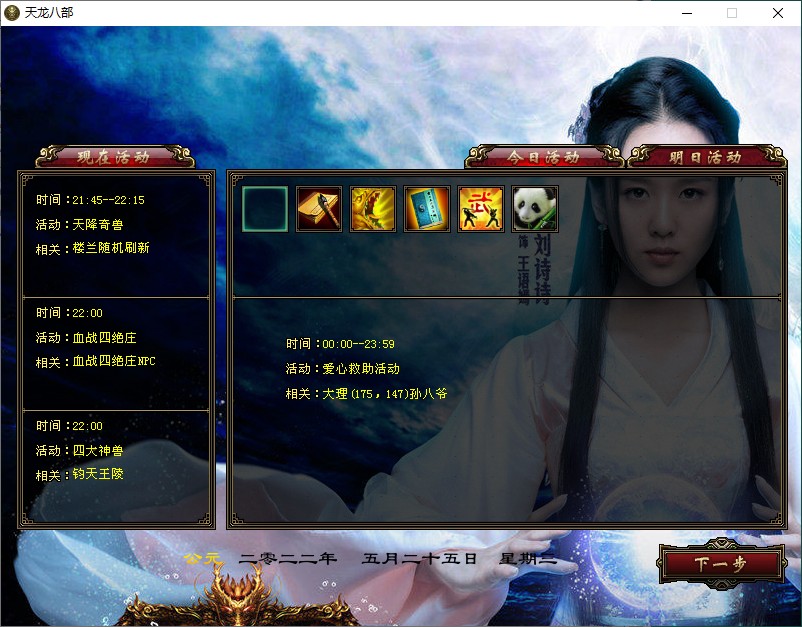 天龙八部
现在活动
今日活动
明日活动
时间：21:45--22:15
活动：天降奇兽
相关：楼兰随机刷新
时间：22:00
活动：血战四绝庄
相关：血战四绝庄NPC
时间：22:00
活动：四大神兽
相关：钧天王陵
武
刘诗诗
饰 王语嫣
时间：00:00--23:59
活动：爱心救助活动
相关：大理(175，147)孙八爷
公元 二零二二年 五月二十五日 星期三
下一步